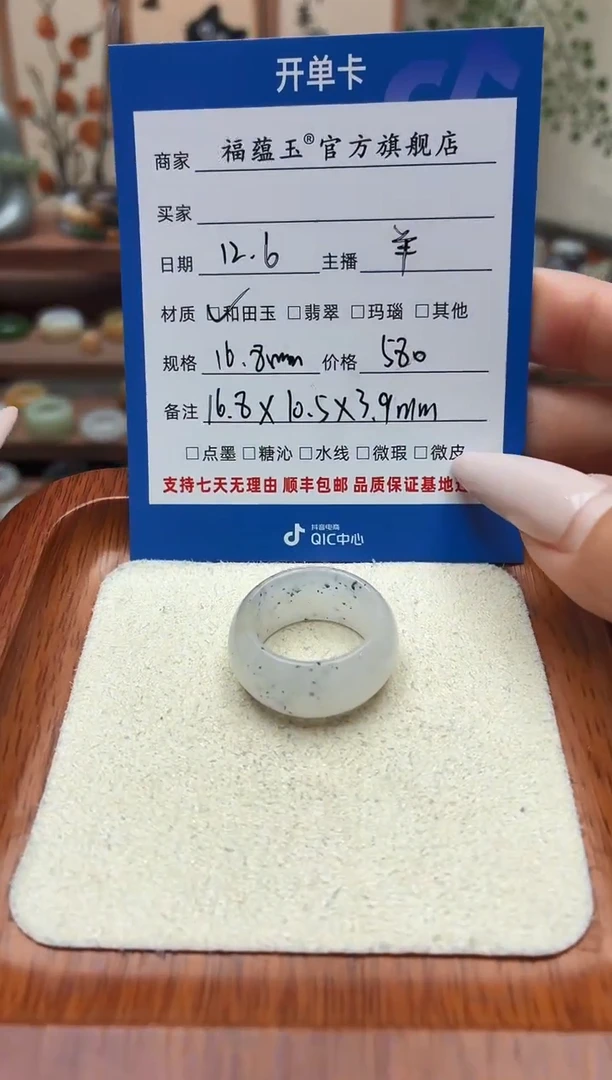 开单卡
商家 福蕴玉®官方旗舰店
买家
日期 12.6 主播 羊
材质 ☑和田玉 □翡翠 □玛瑙 □其他
规格 16.8mm 价格 580
备注 16.8X10.5X3.9mm
□点墨 □糖沁 □水线 □微瑕 □微皮
支持七天无理由 顺丰包邮 品质保证基地
抖音电商
QIC中心